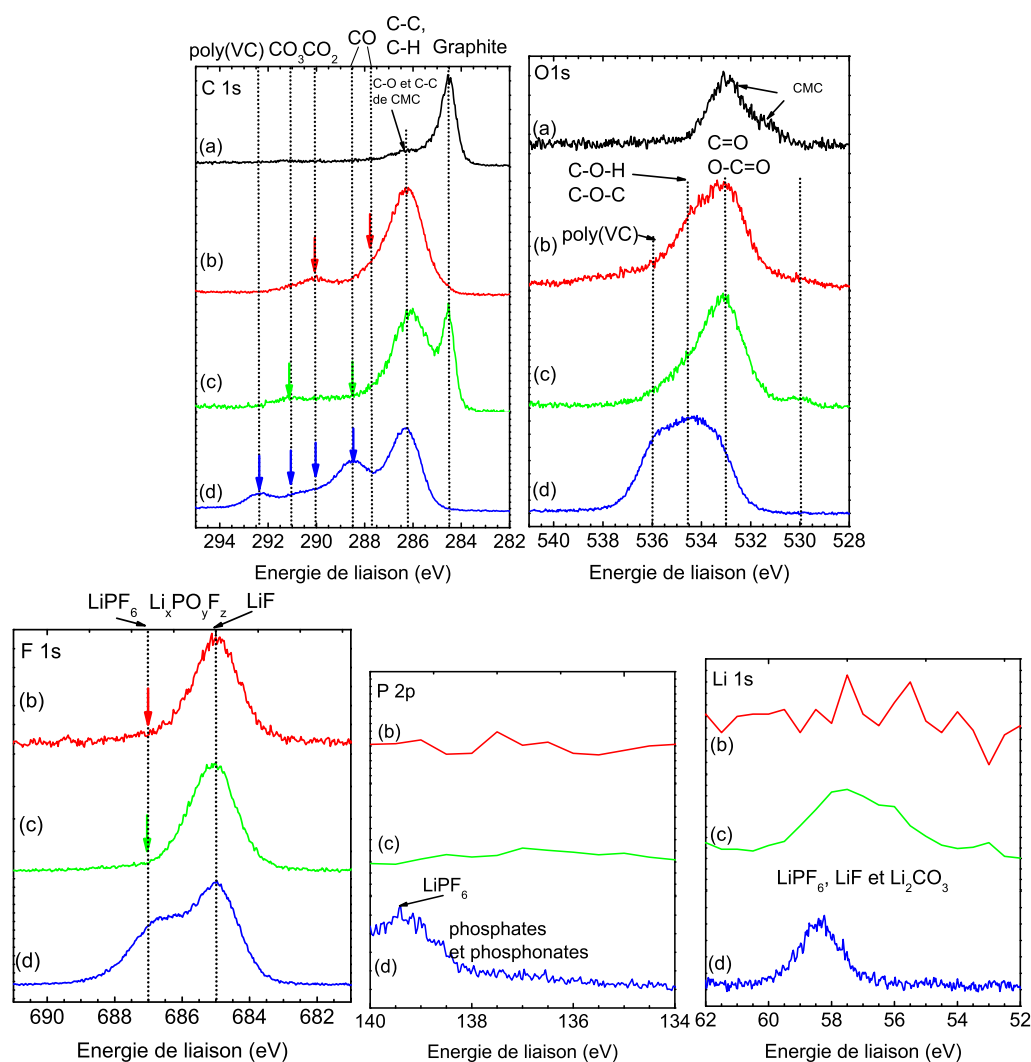 poly(VC) CO3 CO2 CO C-C, C-H Graphite
C 1s
C-O et C-C
de CMC
(a)
(b)
(c)
(d)
294 292 290 288 286 284 282
Energie de liaison (eV)
O1s
CMC
(a)
C=O
O-C=O
C-O-H
C-O-C
(b)
poly(VC)
(c)
(d)
540 538 536 534 532 530 528
Energie de liaison (eV)
LiPF6 LixPOyFz LiF
F 1s
(b)
(c)
(d)
690 688 686 684 682
Energie de liaison (eV)
P 2p
(b)
(c)
LiPF6
phosphates
et phosphonates
(d)
140 138 136 134
Energie de liaison (eV)
Li 1s
(b)
(c)
LiPF6, LiF et Li2CO3
(d)
62 60 58 56 54 52
Energie de liaison (eV)